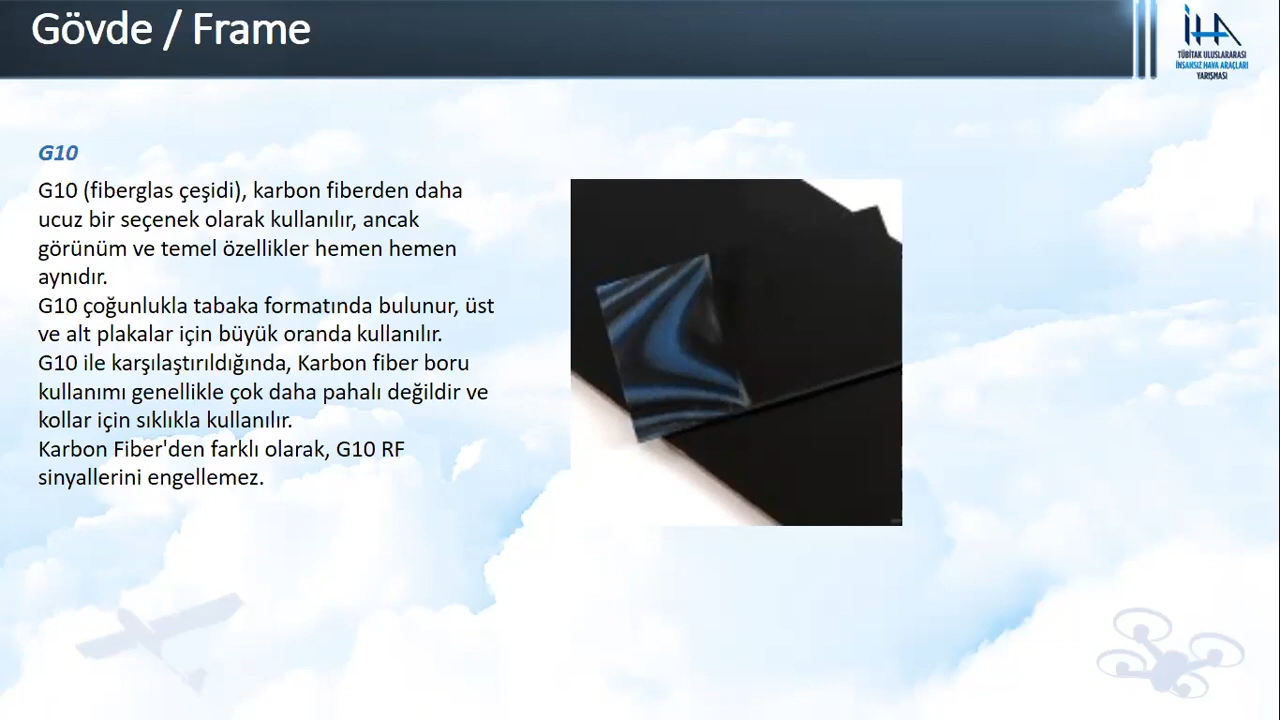 Gövde / Frame
İHA
TÜBİTAK ULUSLARARASI
İNSANSIZ HAVA ARAÇLARI
YARIŞMASI
G10
G10 (fiberglas çeşidi), karbon fiberden daha
ucuz bir seçenek olarak kullanılır, ancak
görünüm ve temel özellikler hemen hemen
aynıdır.
G10 çoğunlukla tabaka formatında bulunur, üst
ve alt plakalar için büyük oranda kullanılır.
G10 ile karşılaştırıldığında, Karbon fiber boru
kullanımı genellikle çok daha pahalı değildir ve
kollar için sıklıkla kullanılır.
Karbon Fiber'den farklı olarak, G10 RF
sinyallerini engellemez.